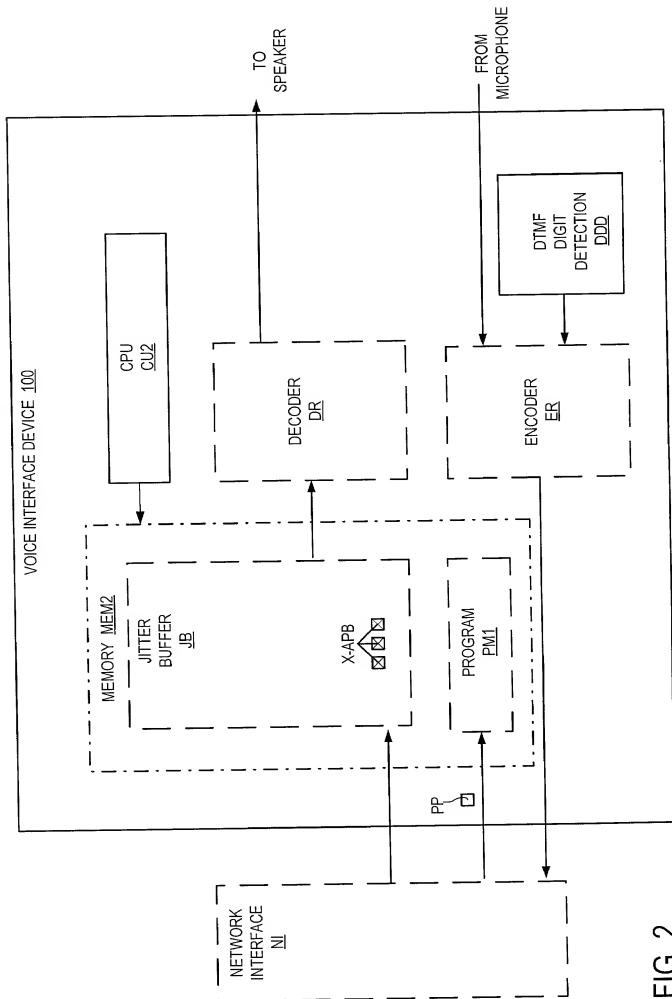 VOICE INTERFACE DEVICE 100
NETWORK
INTERFACE
NI
MEMORY MEM2
JITTER
BUFFER
JB
X-APB
PROGRAM
PM1
PP
CPU
CU2
DECODER
DR
ENCODER
ER
DTMF
DIGIT
DETECTION
DDD
TO
SPEAKER
FROM
MICROPHONE
FIG. 2